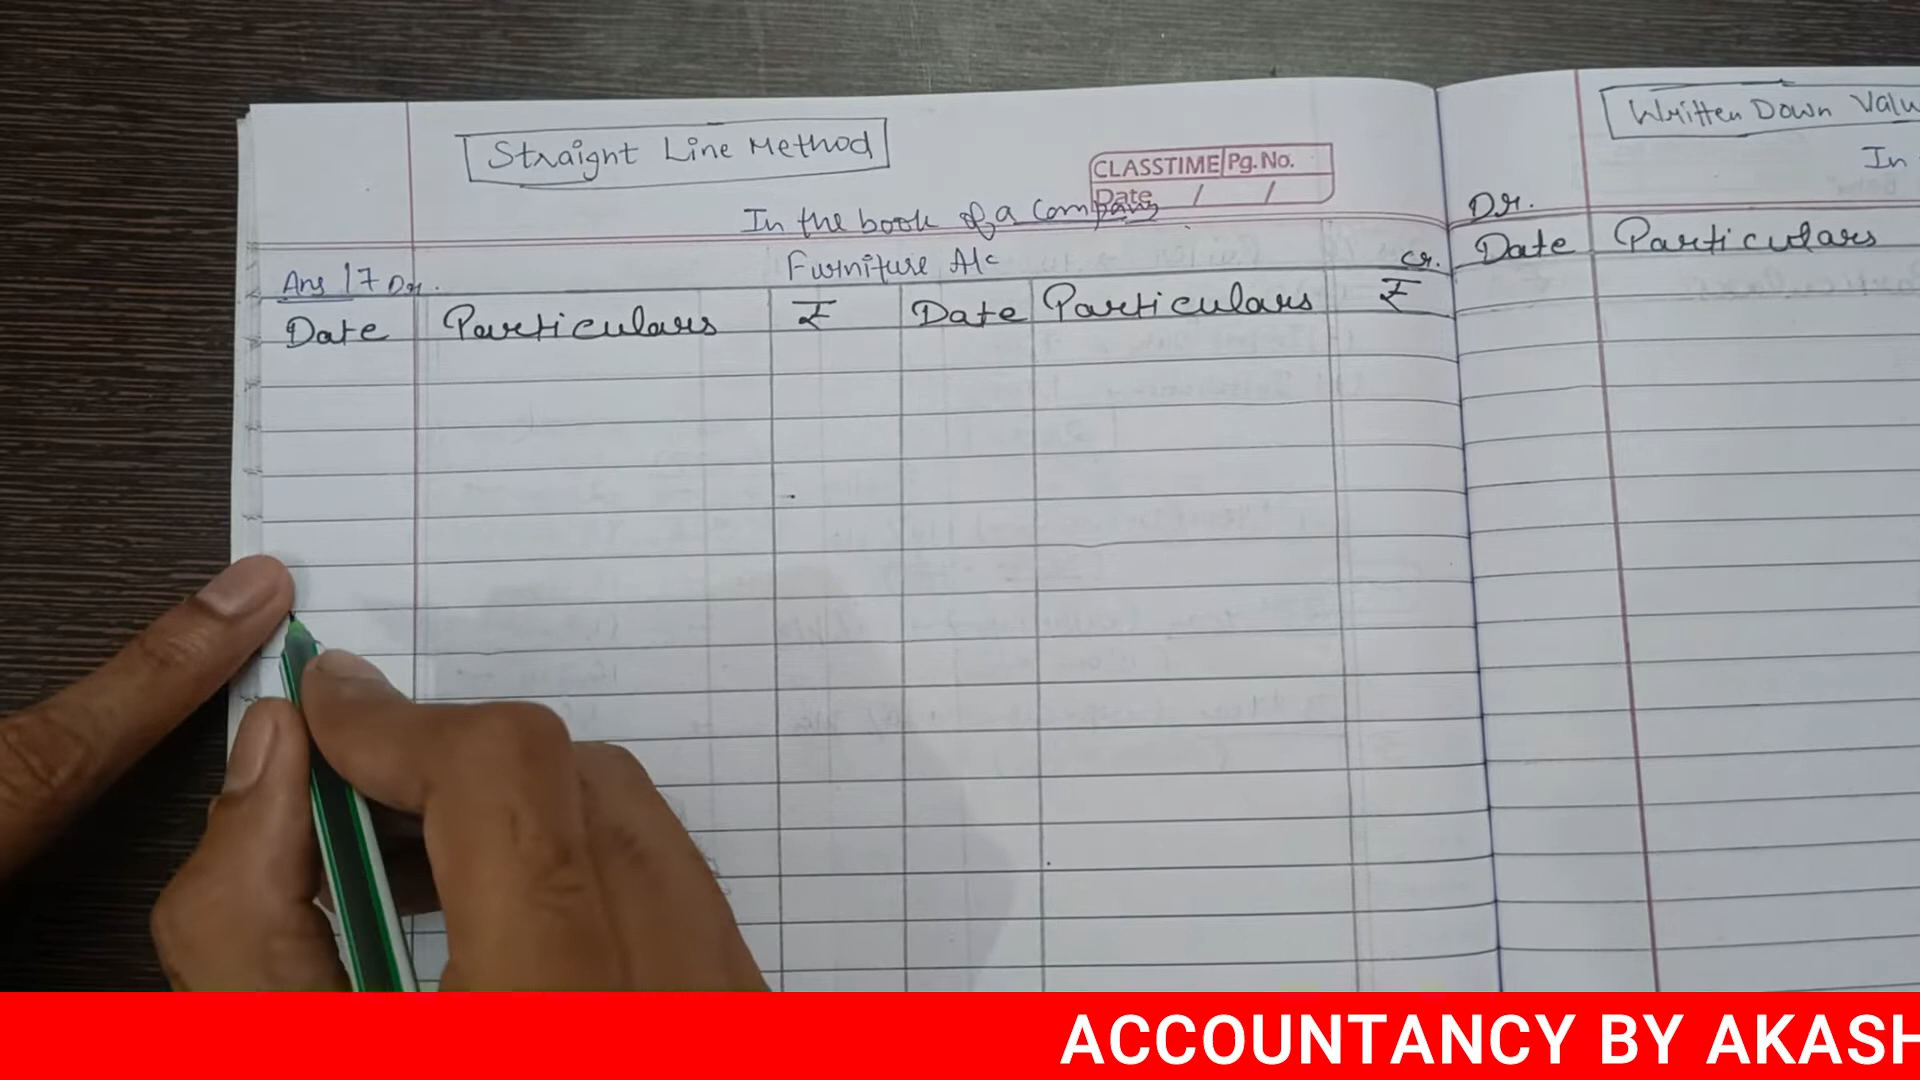 Straight Line Method
CLASSTIME Pg.No.
Date / /
In the book of a Company
Furniture A/c
Ans 17 Dr. Cr.
Date Particulars ₹ Date Particulars ₹
Written Down Valu
In
Dr.
Date Particulars
ACCOUNTANCY BY AKASH